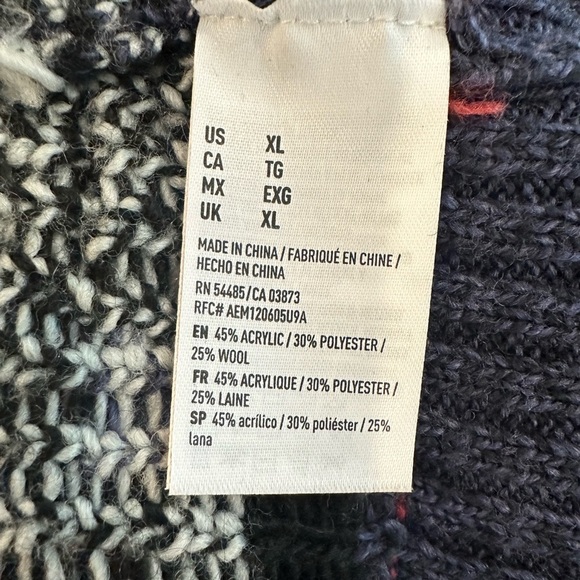 US XL
CA TG
MX EXG
UK XL
MADE IN CHINA / FABRIQUÉ EN CHINE /
HECHO EN CHINA
RN 54485/CA 03873
RFC# AEM120605U9A
EN 45% ACRYLIC / 30% POLYESTER /
25% WOOL
FR 45% ACRYLIQUE / 30% POLYESTER /
25% LAINE
SP 45% acrílico / 30% poliéster / 25%
lana